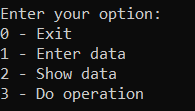 Enter your option:
0 - Exit
1 - Enter data
2 - Show data
3 - Do operation